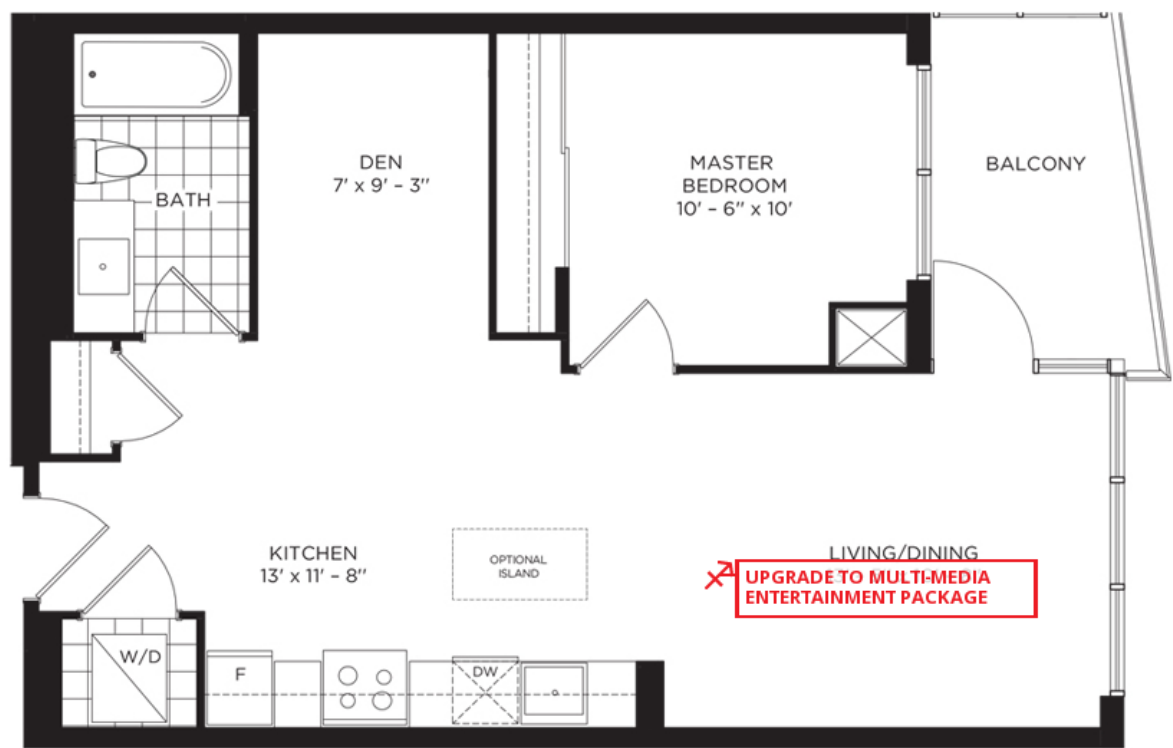 DEN
7' x 9' – 3"
MASTER
BEDROOM
10' – 6" x 10'
BALCONY
BATH
KITCHEN
13' x 11' – 8"
OPTIONAL
ISLAND
LIVING/DINING
UPGRADE TO MULTI-MEDIA
ENTERTAINMENT PACKAGE
W/D
F
DW